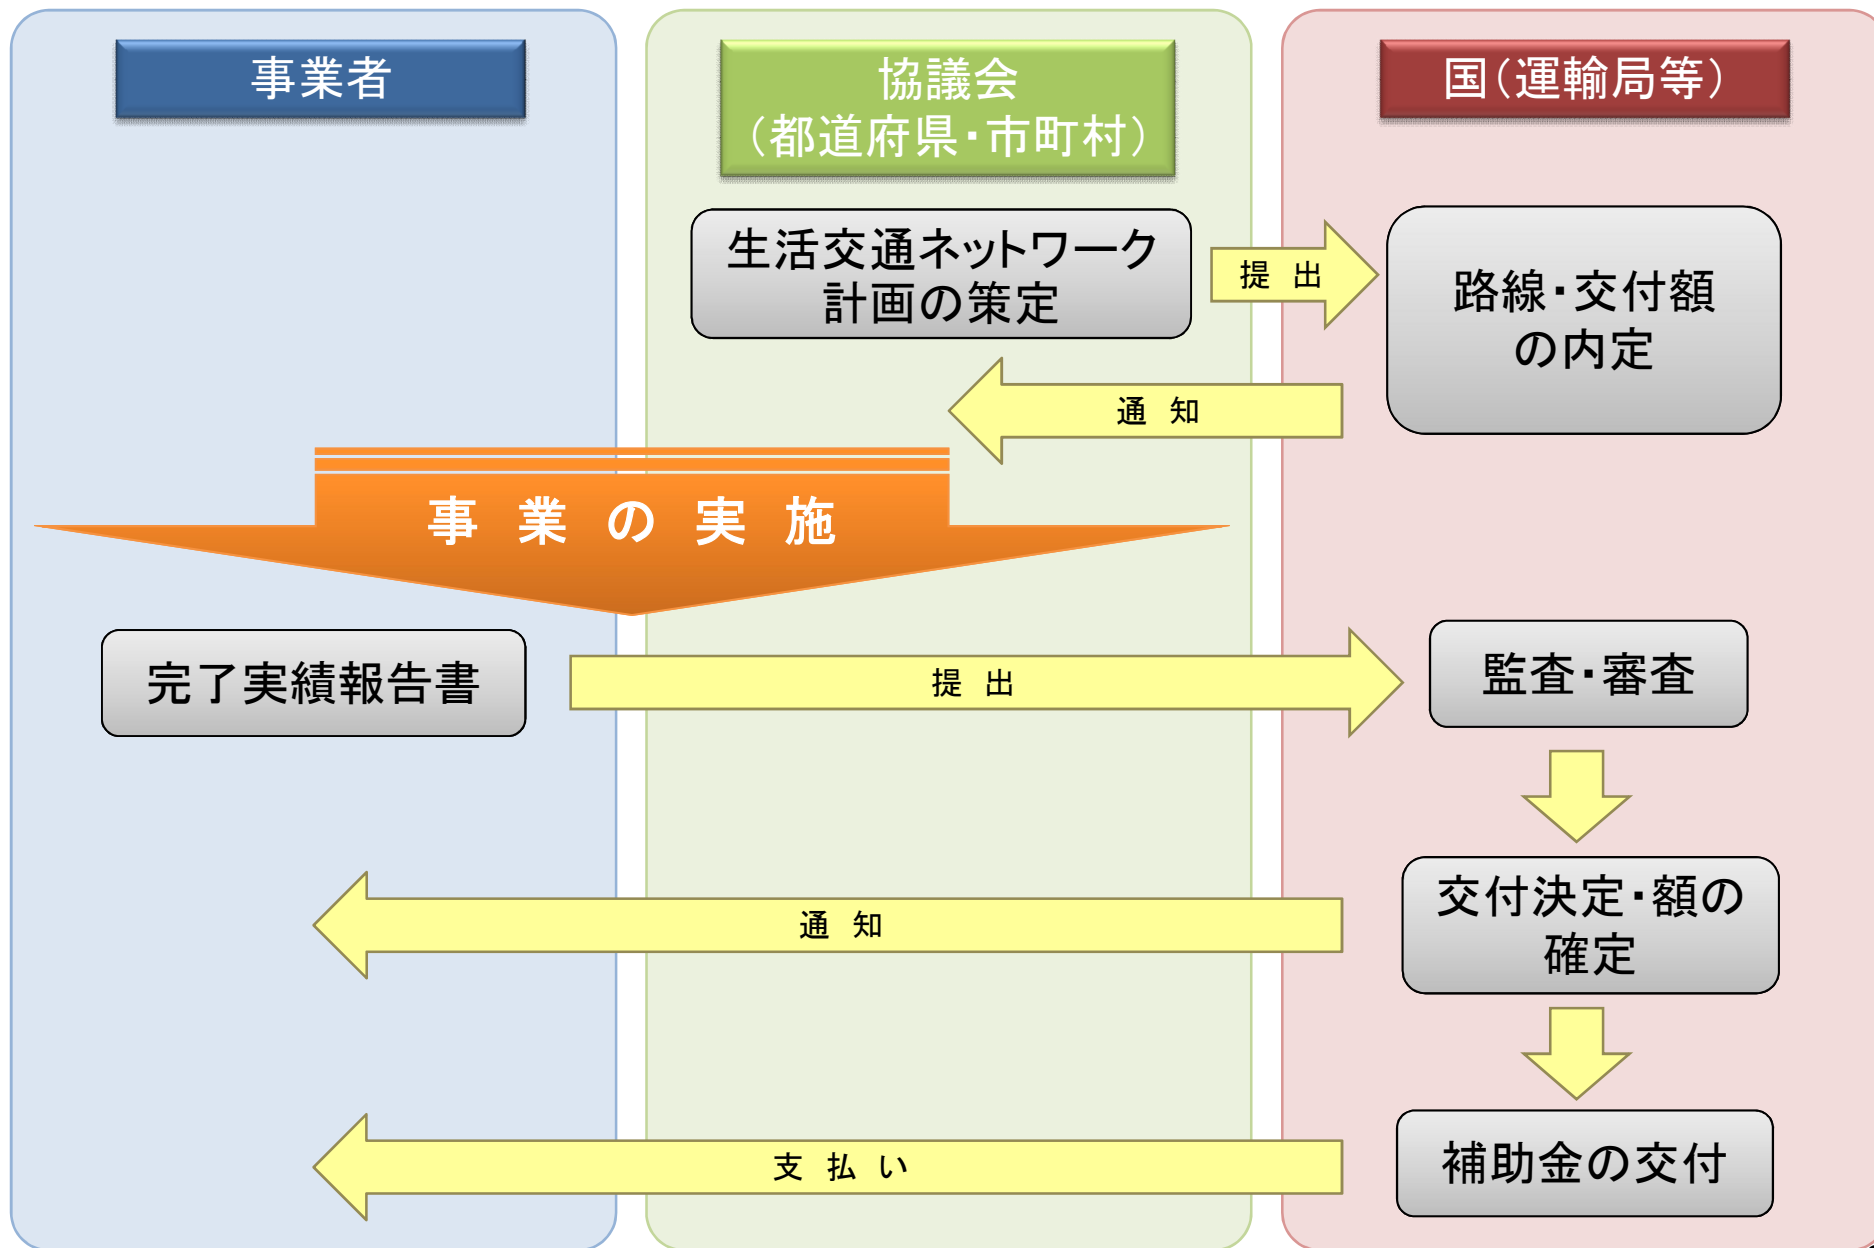 事業者
協議会
（都道府県・市町村）
国（運輸局等）
生活交通ネットワーク
計画の策定
提 出
路線・交付額
の内定
通 知
事 業 の 実 施
完了実績報告書
提 出
監査・審査
交付決定・額の
確定
通 知
補助金の交付
支 払 い